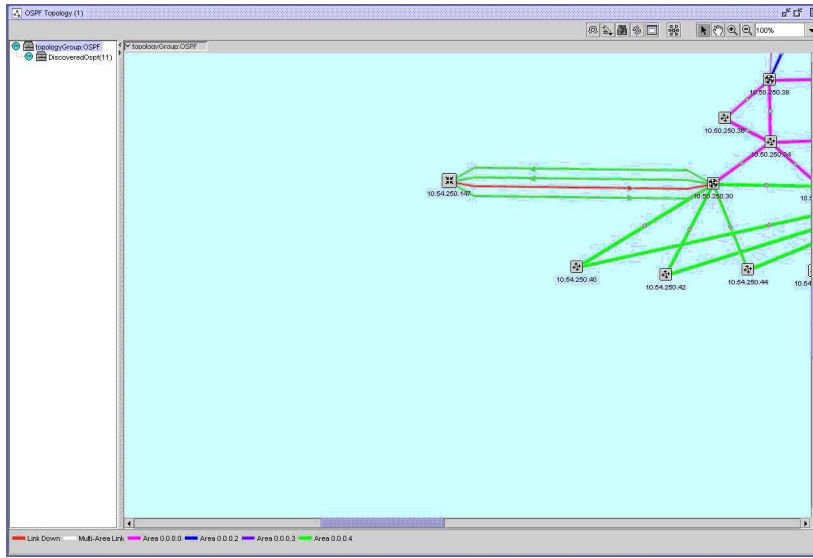 OSPF Topology (1)
100%
topologyGroup:OSPF
DiscoveredOspf(11)
topologyGroup:OSPF
10.50.250.38
10.50.250.36
10.50.250.34
10.54.250.147
10.50.250.30
10.54.250.40
10.54.250.42
10.54.250.44
Link Down
Multi-Area Link
Area 0.0.0.0
Area 0.0.0.2
Area 0.0.0.3
Area 0.0.0.4